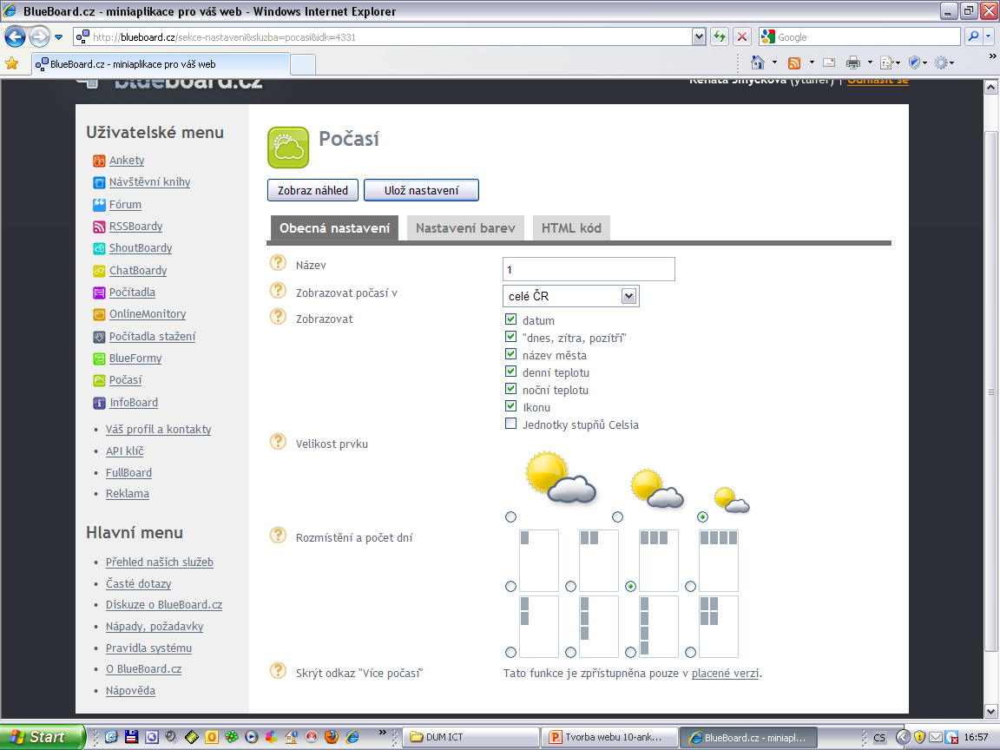 BlueBoard.cz - miniaplikace pro váš web - Windows Internet Explorer
http://blueboard.cz/sekce-nastaveni&sluzba=pocasi&idk=4331
Google
BlueBoard.cz - miniaplikace pro váš web
blueboard.cz
Renata Smyčková (ytuner) | Odhlásit se
Uživatelské menu
Ankety
Návštěvní knihy
Fórum
RSSBoardy
ShoutBoardy
ChatBoardy
Počítadla
OnlineMonitory
Počítadla stažení
BlueFormy
Počasí
InfoBoard
Váš profil a kontakty
API klíč
FullBoard
Reklama
Hlavní menu
Přehled našich služeb
Časté dotazy
Diskuze o BlueBoard.cz
Nápady, požadavky
Pravidla systému
O BlueBoard.cz
Nápověda
Počasí
Zobraz náhled
Ulož nastavení
Obecná nastavení
Nastavení barev
HTML kód
Název
1
Zobrazovat počasí v
celé ČR
Zobrazovat
datum
"dnes, zítra, pozítří"
název města
denní teplotu
noční teplotu
Ikonu
Jednotky stupňů Celsia
Velikost prvku
Rozmístění a počet dní
Skrýt odkaz "Více počasí"
Tato funkce je zpřístupněna pouze v placené verzi.
Start
DUM ICT
Tvorba webu 10-ank...
BlueBoard.cz - miniapl...
CS
16:57